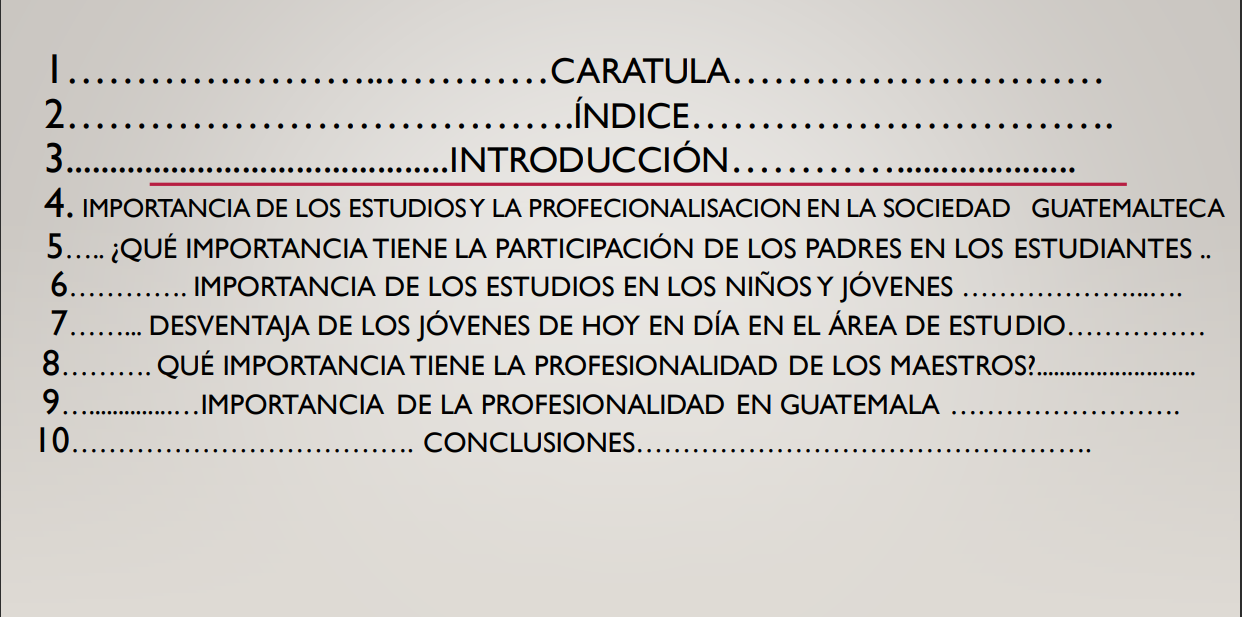 1………….………...…………CARATULA………………………
2……………………………….ÍNDICE………………………….
3.......................................INTRODUCCIÓN…………...................
4. IMPORTANCIA DE LOS ESTUDIOS Y LA PROFECIONALISACION EN LA SOCIEDAD GUATEMALTECA
5….. ¿QUÉ IMPORTANCIA TIENE LA PARTICIPACIÓN DE LOS PADRES EN LOS ESTUDIANTES ..
6…………. IMPORTANCIA DE LOS ESTUDIOS EN LOS NIÑOS Y JÓVENES ………………...….
7……... DESVENTAJA DE LOS JÓVENES DE HOY EN DÍA EN EL ÁREA DE ESTUDIO……………
8………. QUÉ IMPORTANCIA TIENE LA PROFESIONALIDAD DE LOS MAESTROS?...........................
9…..............…IMPORTANCIA DE LA PROFESIONALIDAD EN GUATEMALA …………………….
10………………………………. CONCLUSIONES………………………………………….